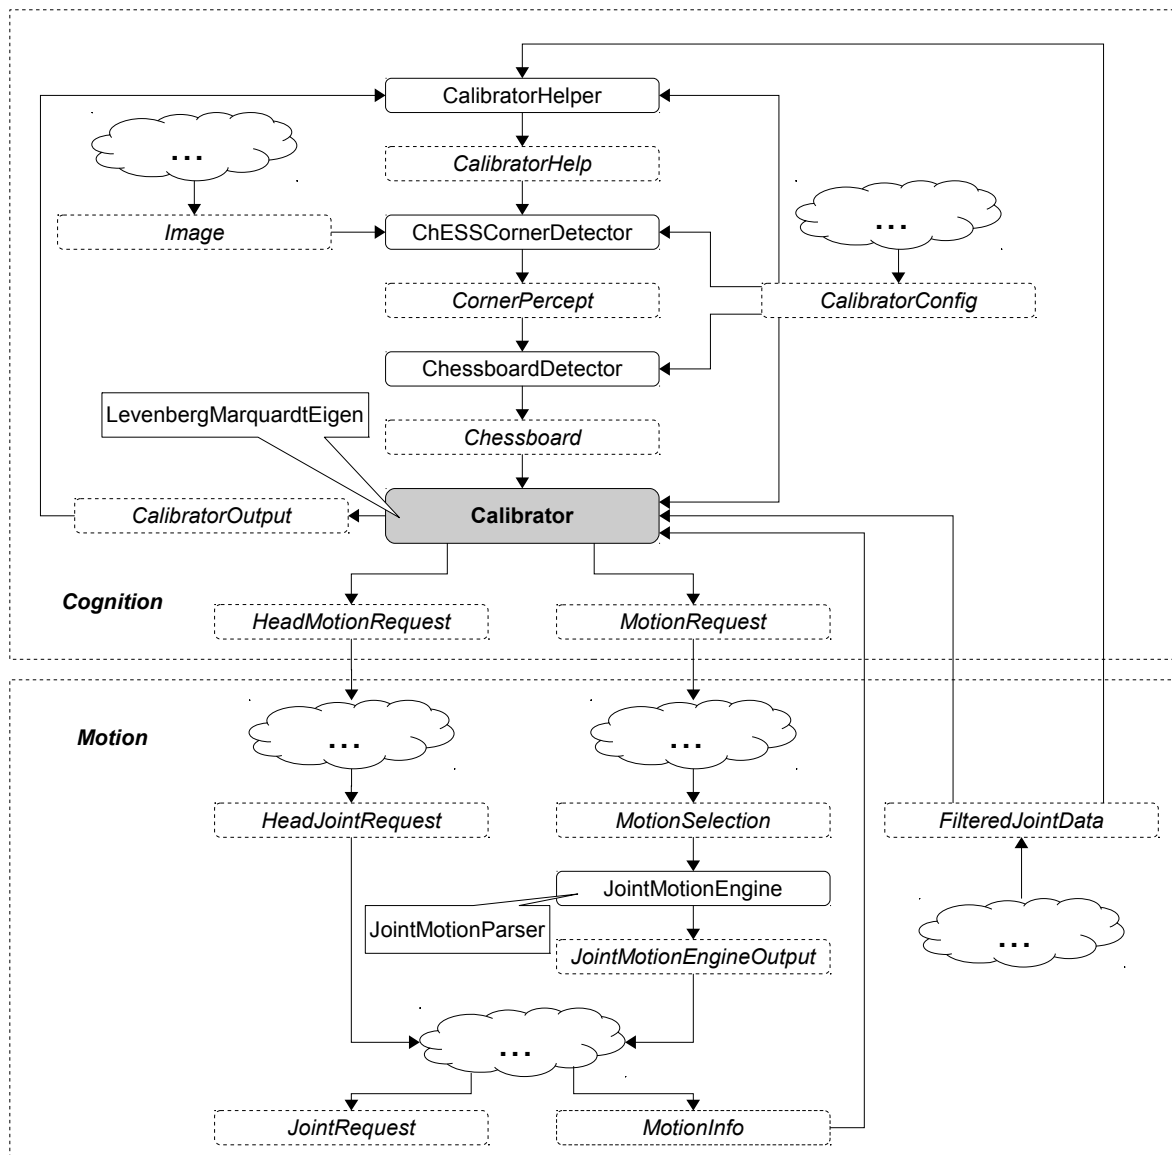 CalibratorHelper
...
CalibratorHelp
...
Image
ChESSCornerDetector
CornerPercept
CalibratorConfig
ChessboardDetector
LevenbergMarquardtEigen
Chessboard
CalibratorOutput
Calibrator
Cognition
HeadMotionRequest
MotionRequest
Motion
...
...
HeadJointRequest
MotionSelection
FilteredJointData
JointMotionEngine
JointMotionParser
JointMotionEngineOutput
...
...
JointRequest
MotionInfo